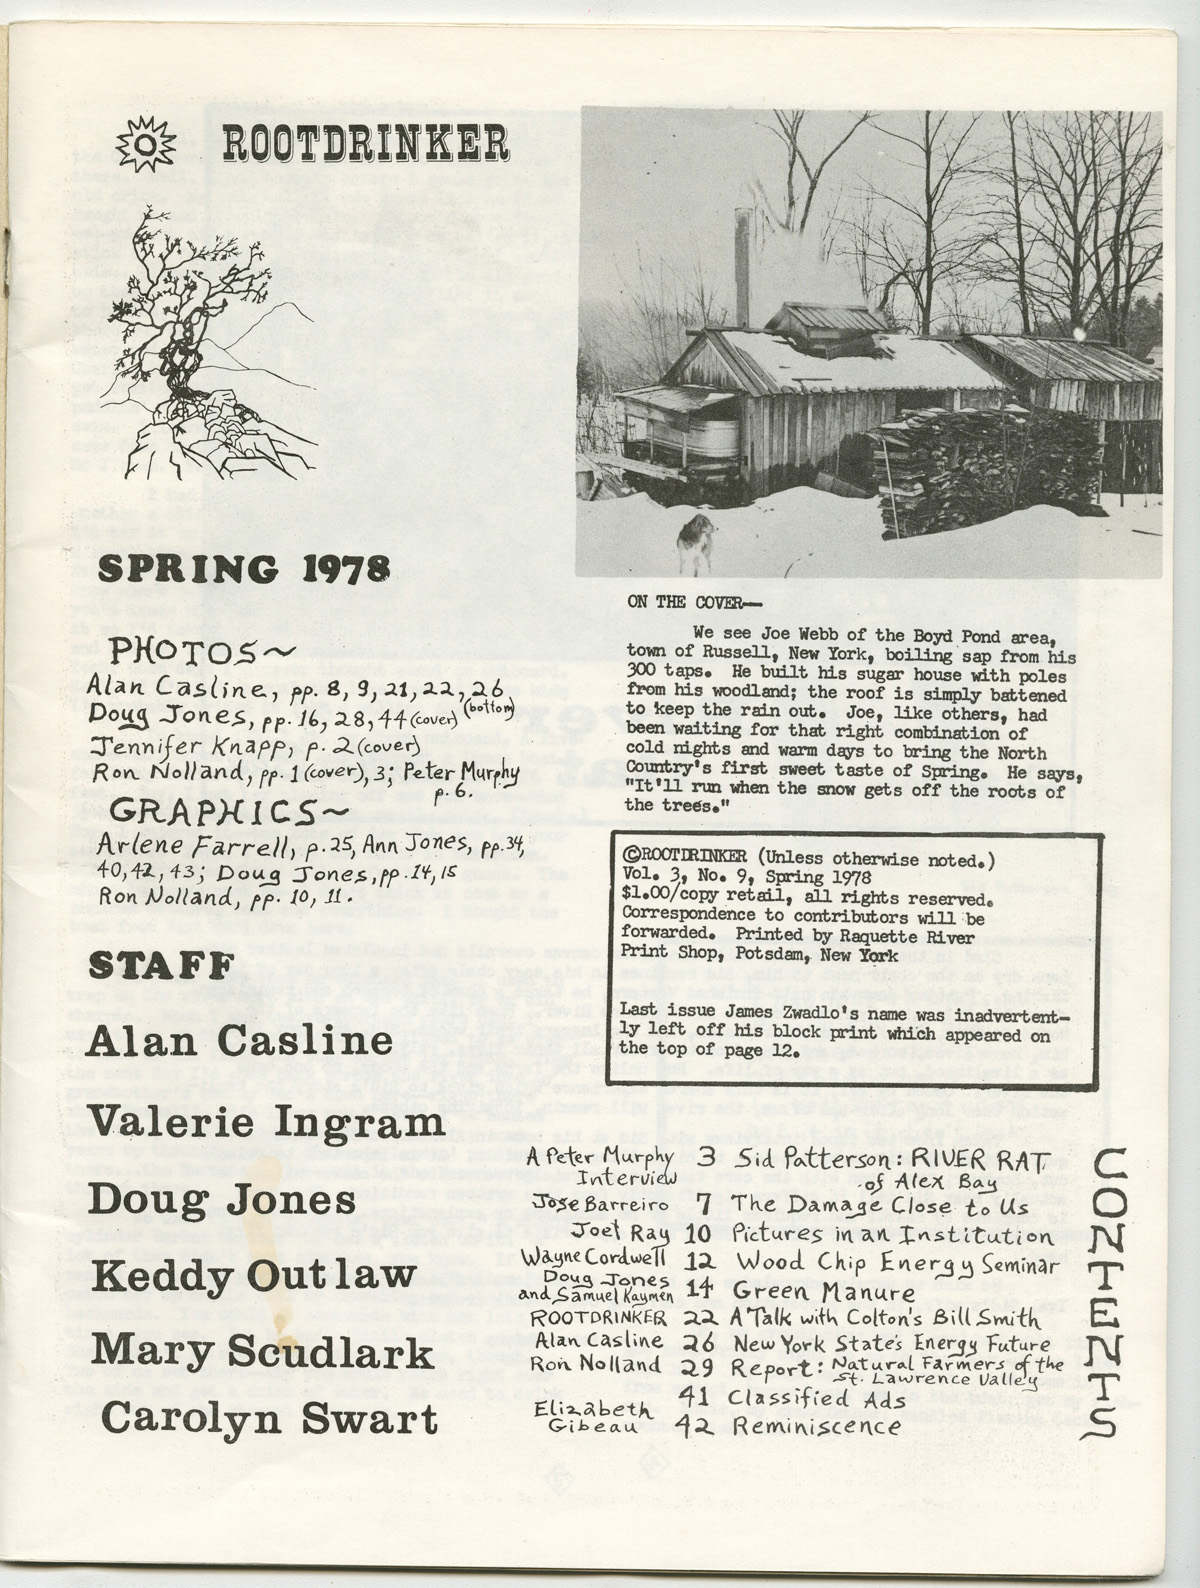 ROOTDRINKER
SPRING 1978
PHOTOS~
Alan Casline, pp. 8, 9, 21, 22, 26,
(bottom)
Doug Jones, pp. 16, 28, 44 (cover)
Jennifer Knapp, p. 2 (cover)
Ron Nolland, pp. 1 (cover), 3; Peter Murphy
p. 6.
GRAPHICS~
Arlene Farrell, p. 25, Ann Jones, pp. 34,
40, 42, 43; Doug Jones, pp. 14, 15
Ron Nolland, pp. 10, 11.
STAFF
Alan Casline
Valerie Ingram
Doug Jones
Keddy Outlaw
Mary Scudlark
Carolyn Swart
ON THE COVER—
We see Joe Webb of the Boyd Pond area,
town of Russell, New York, boiling sap from his
300 taps. He built his sugar house with poles
from his woodland; the roof is simply battened
to keep the rain out. Joe, like others, had
been waiting for that right combination of
cold nights and warm days to bring the North
Country's first sweet taste of Spring. He says,
"It'll run when the snow gets off the roots of
the trees."
©ROOTDRINKER (Unless otherwise noted.)
Vol. 3, No. 9, Spring 1978
$1.00/copy retail, all rights reserved.
Correspondence to contributors will be
forwarded. Printed by Raquette River
Print Shop, Potsdam, New York
Last issue James Zwadlo's name was inadvertent-
ly left off his block print which appeared on
the top of page 12.
CONTENTS
A Peter Murphy 3 Sid Patterson: RIVER RAT
Interview of Alex Bay
Jose Barreiro 7 The Damage Close to Us
Joel Ray 10 Pictures in an Institution
Wayne Cordwell 12 Wood Chip Energy Seminar
Doug Jones
and Samuel Kaymen 14 Green Manure
ROOTDRINKER 22 A Talk with Colton's Bill Smith
Alan Casline 26 New York State's Energy Future
Ron Nolland 29 Report: Natural Farmers of the
St. Lawrence Valley
41 Classified Ads
Elizabeth
Gibeau 42 Reminiscence